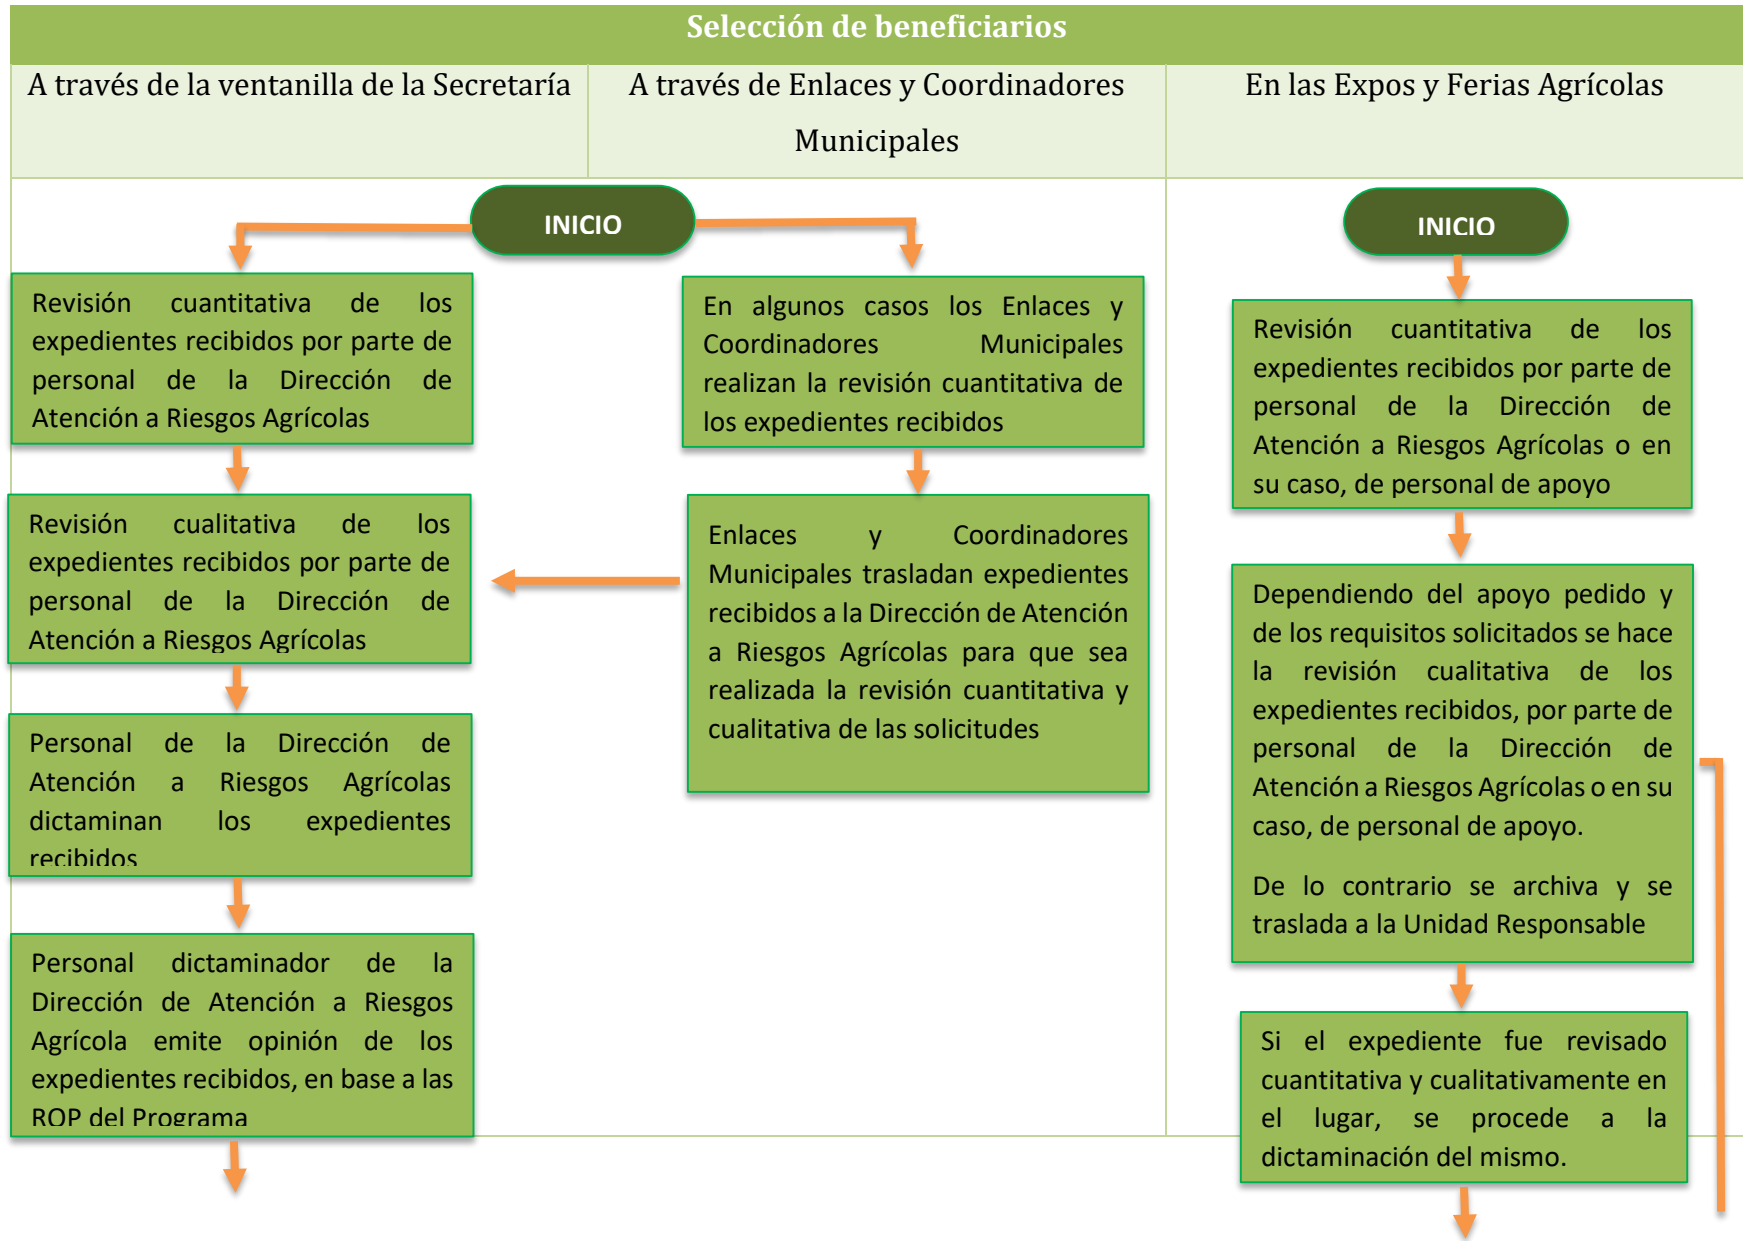 Selección de beneficiarios
A través de la ventanilla de la Secretaría
A través de Enlaces y Coordinadores
Municipales
En las Expos y Ferias Agrícolas
INICIO
Revisión cuantitativa de los
expedientes recibidos por parte de
personal de la Dirección de
Atención a Riesgos Agrícolas
Revisión cualitativa de los
expedientes recibidos por parte de
personal de la Dirección de
Atención a Riesgos Agrícolas
Personal de la Dirección de
Atención a Riesgos Agrícolas
dictaminan los expedientes
recibidos
Personal dictaminador de la
Dirección de Atención a Riesgos
Agrícola emite opinión de los
expedientes recibidos, en base a las
ROP del Programa
En algunos casos los Enlaces y
Coordinadores Municipales
realizan la revisión cuantitativa de
los expedientes recibidos
Enlaces y Coordinadores
Municipales trasladan expedientes
recibidos a la Dirección de Atención
a Riesgos Agrícolas para que sea
realizada la revisión cuantitativa y
cualitativa de las solicitudes
INICIO
Revisión cuantitativa de los
expedientes recibidos por parte de
personal de la Dirección de
Atención a Riesgos Agrícolas o en
su caso, de personal de apoyo
Dependiendo del apoyo pedido y
de los requisitos solicitados se hace
la revisión cualitativa de los
expedientes recibidos, por parte de
personal de la Dirección de
Atención a Riesgos Agrícolas o en su
caso, de personal de apoyo.
De lo contrario se archiva y se
traslada a la Unidad Responsable
Si el expediente fue revisado
cuantitativa y cualitativamente en
el lugar, se procede a la
dictaminación del mismo.